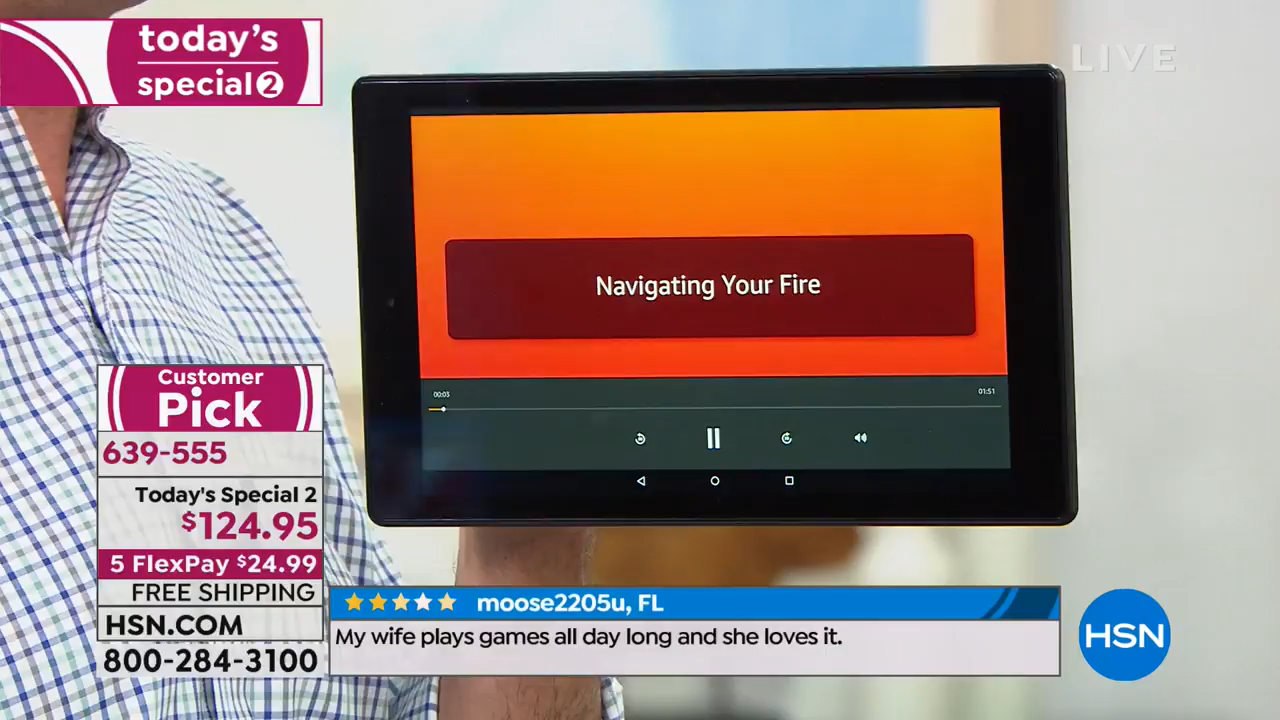 today's
special 2
LIVE
Navigating Your Fire
00:03
01:51
Customer
Pick
639-555
Today's Special 2
$124.95
5 FlexPay $24.99
FREE SHIPPING
HSN.COM
800-284-3100
moose2205u, FL
My wife plays games all day long and she loves it.
HSN